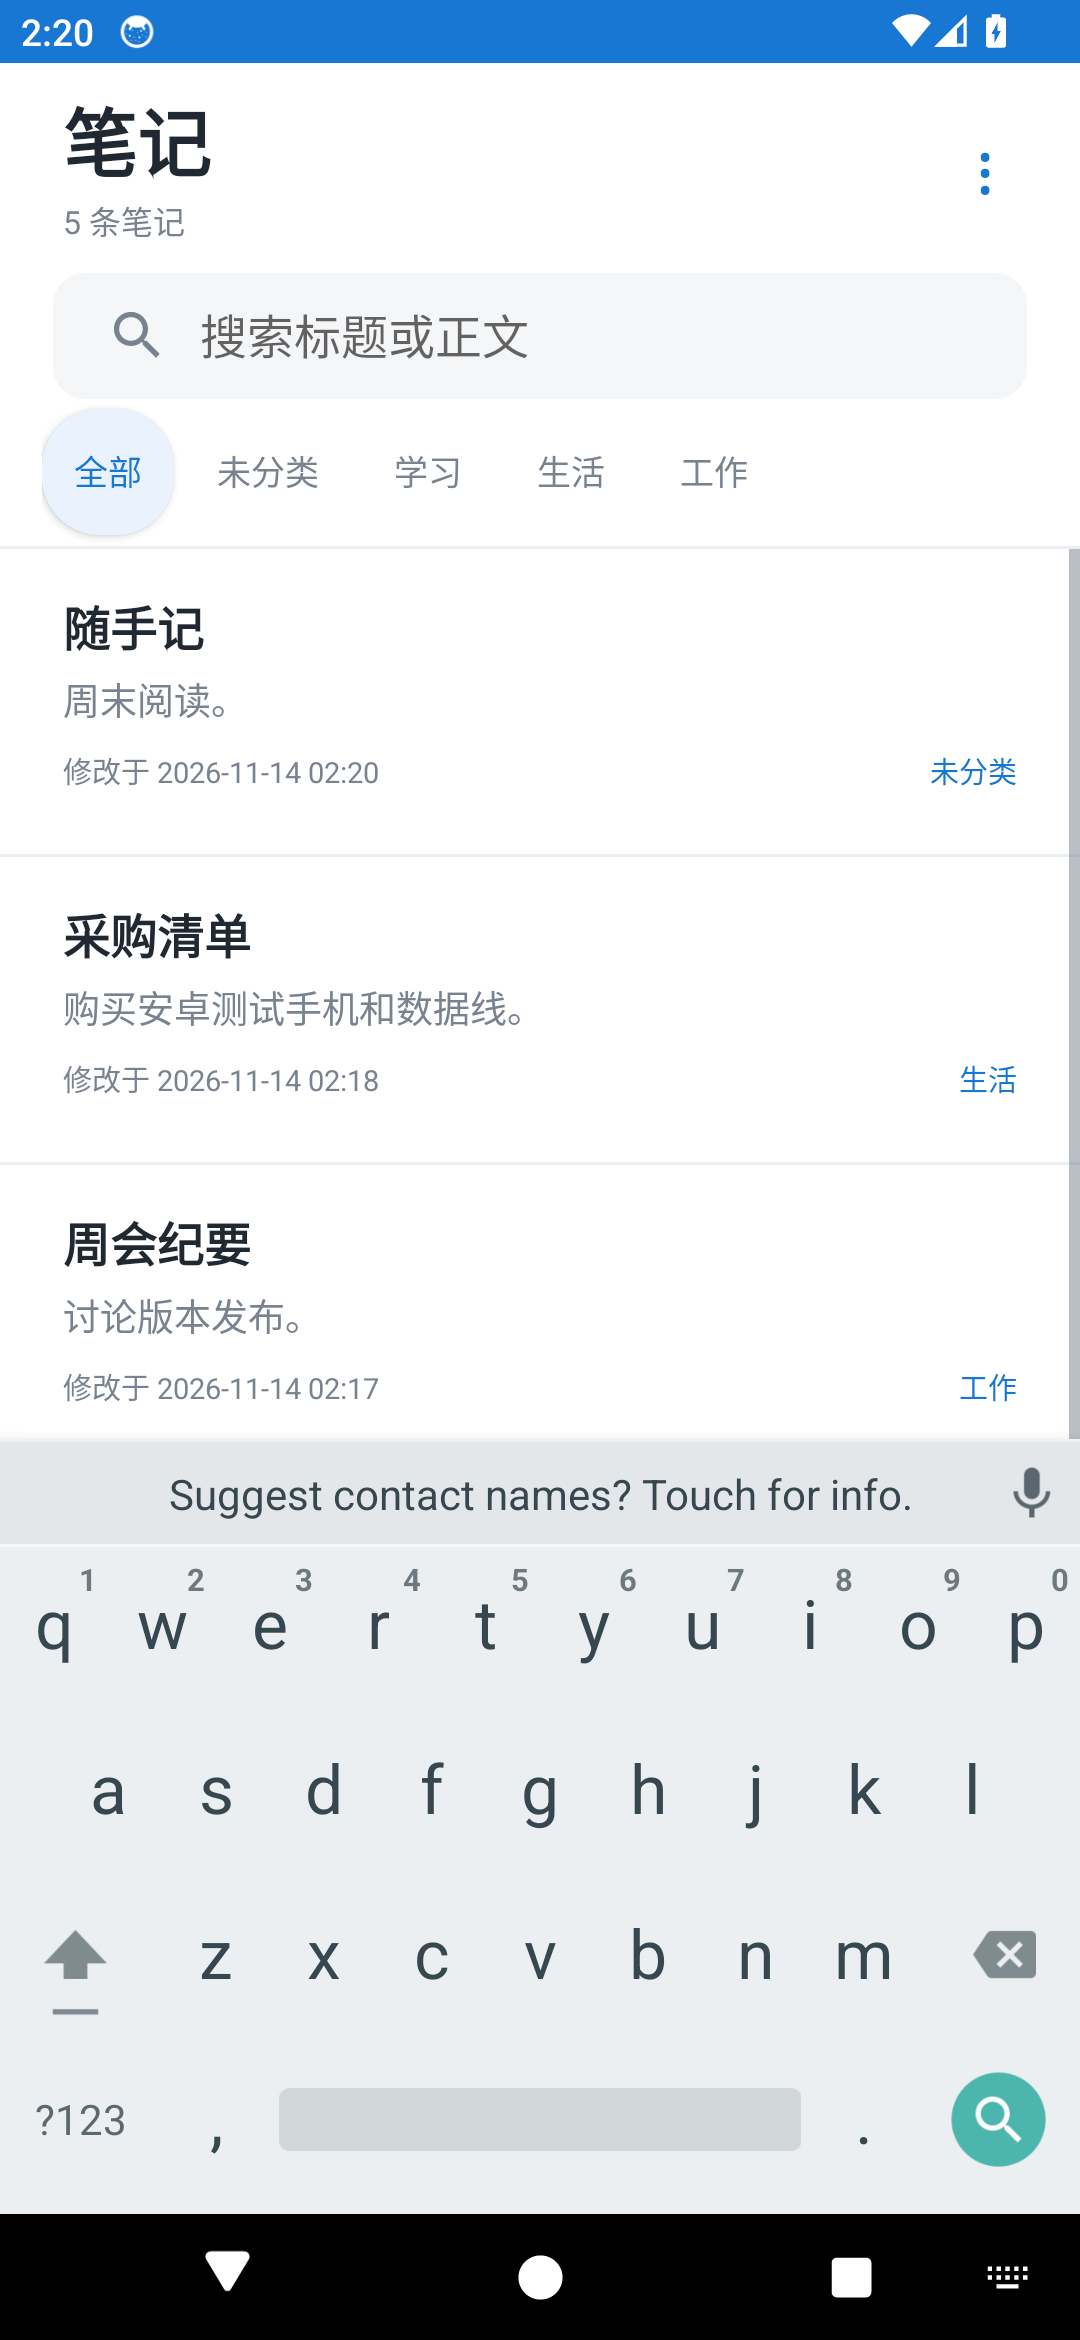 2:20
笔记
5 条笔记
搜索标题或正文
全部 未分类 学习 生活 工作
随手记
周末阅读。
修改于 2026-11-14 02:20 未分类
采购清单
购买安卓测试手机和数据线。
修改于 2026-11-14 02:18 生活
周会纪要
讨论版本发布。
修改于 2026-11-14 02:17 工作
Suggest contact names? Touch for info.
1 2 3 4 5 6 7 8 9 0
q w e r t y u i o p
a s d f g h j k l
z x c v b n m
?123 , .